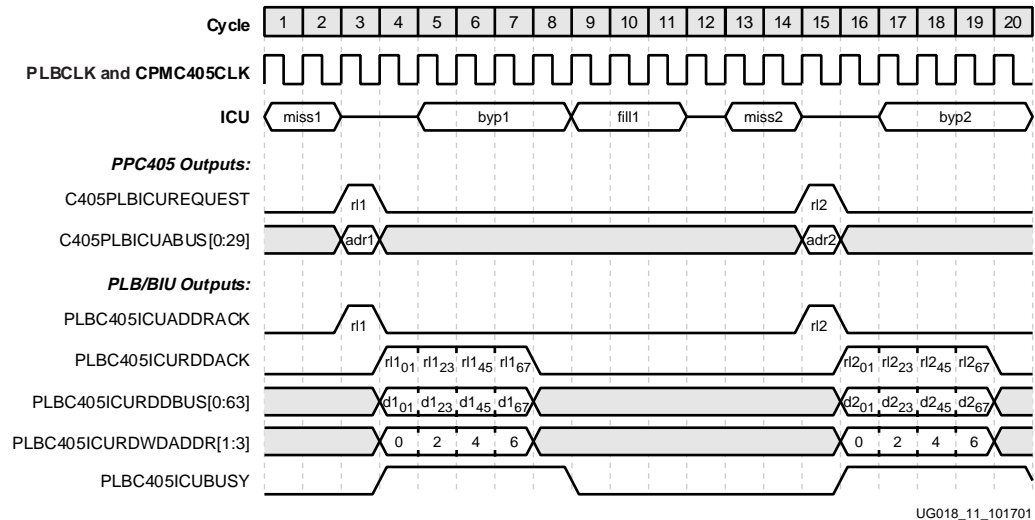 Cycle 1 2 3 4 5 6 7 8 9 10 11 12 13 14 15 16 17 18 19 20
PLBCLK and CPMC405CLK
ICU miss1 byp1 fill1 miss2 byp2
PPC405 Outputs:
C405PLBICUREQUEST rl1 rl2
C405PLBICUABUS[0:29] adr1 adr2
PLB/BIU Outputs:
PLBC405ICUADDRACK rl1 rl2
PLBC405ICURDDACK rl1₀₁ rl1₂₃ rl1₄₅ rl1₆₇ rl2₀₁ rl2₂₃ rl2₄₅ rl2₆₇
PLBC405ICURDDBUS[0:63] d1₀₁ d1₂₃ d1₄₅ d1₆₇ d2₀₁ d2₂₃ d2₄₅ d2₆₇
PLBC405ICURDWDADDR[1:3] 0 2 4 6 0 2 4 6
PLBC405ICUBUSY
UG018_11_101701